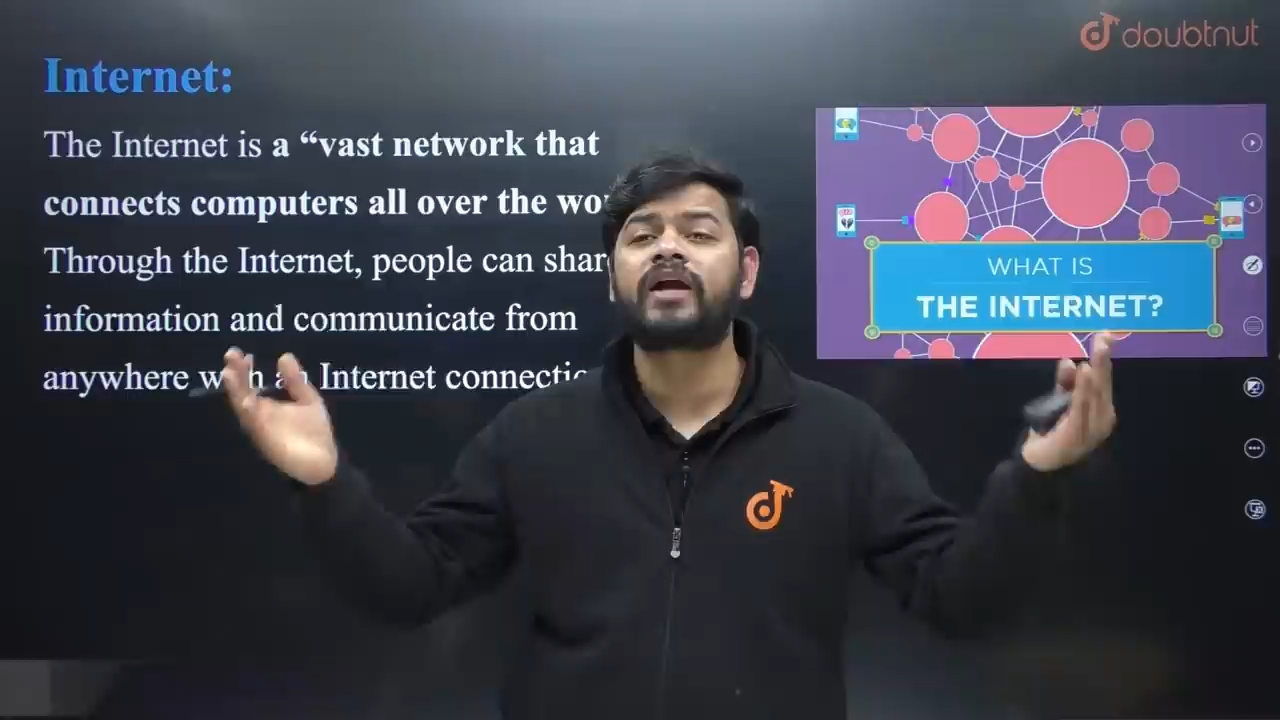 doubtnut
Internet:
The Internet is a “vast network that
connects computers all over the
Through the Internet, people can
information and communicate from
anywhere Internet
WHAT IS
THE INTERNET?